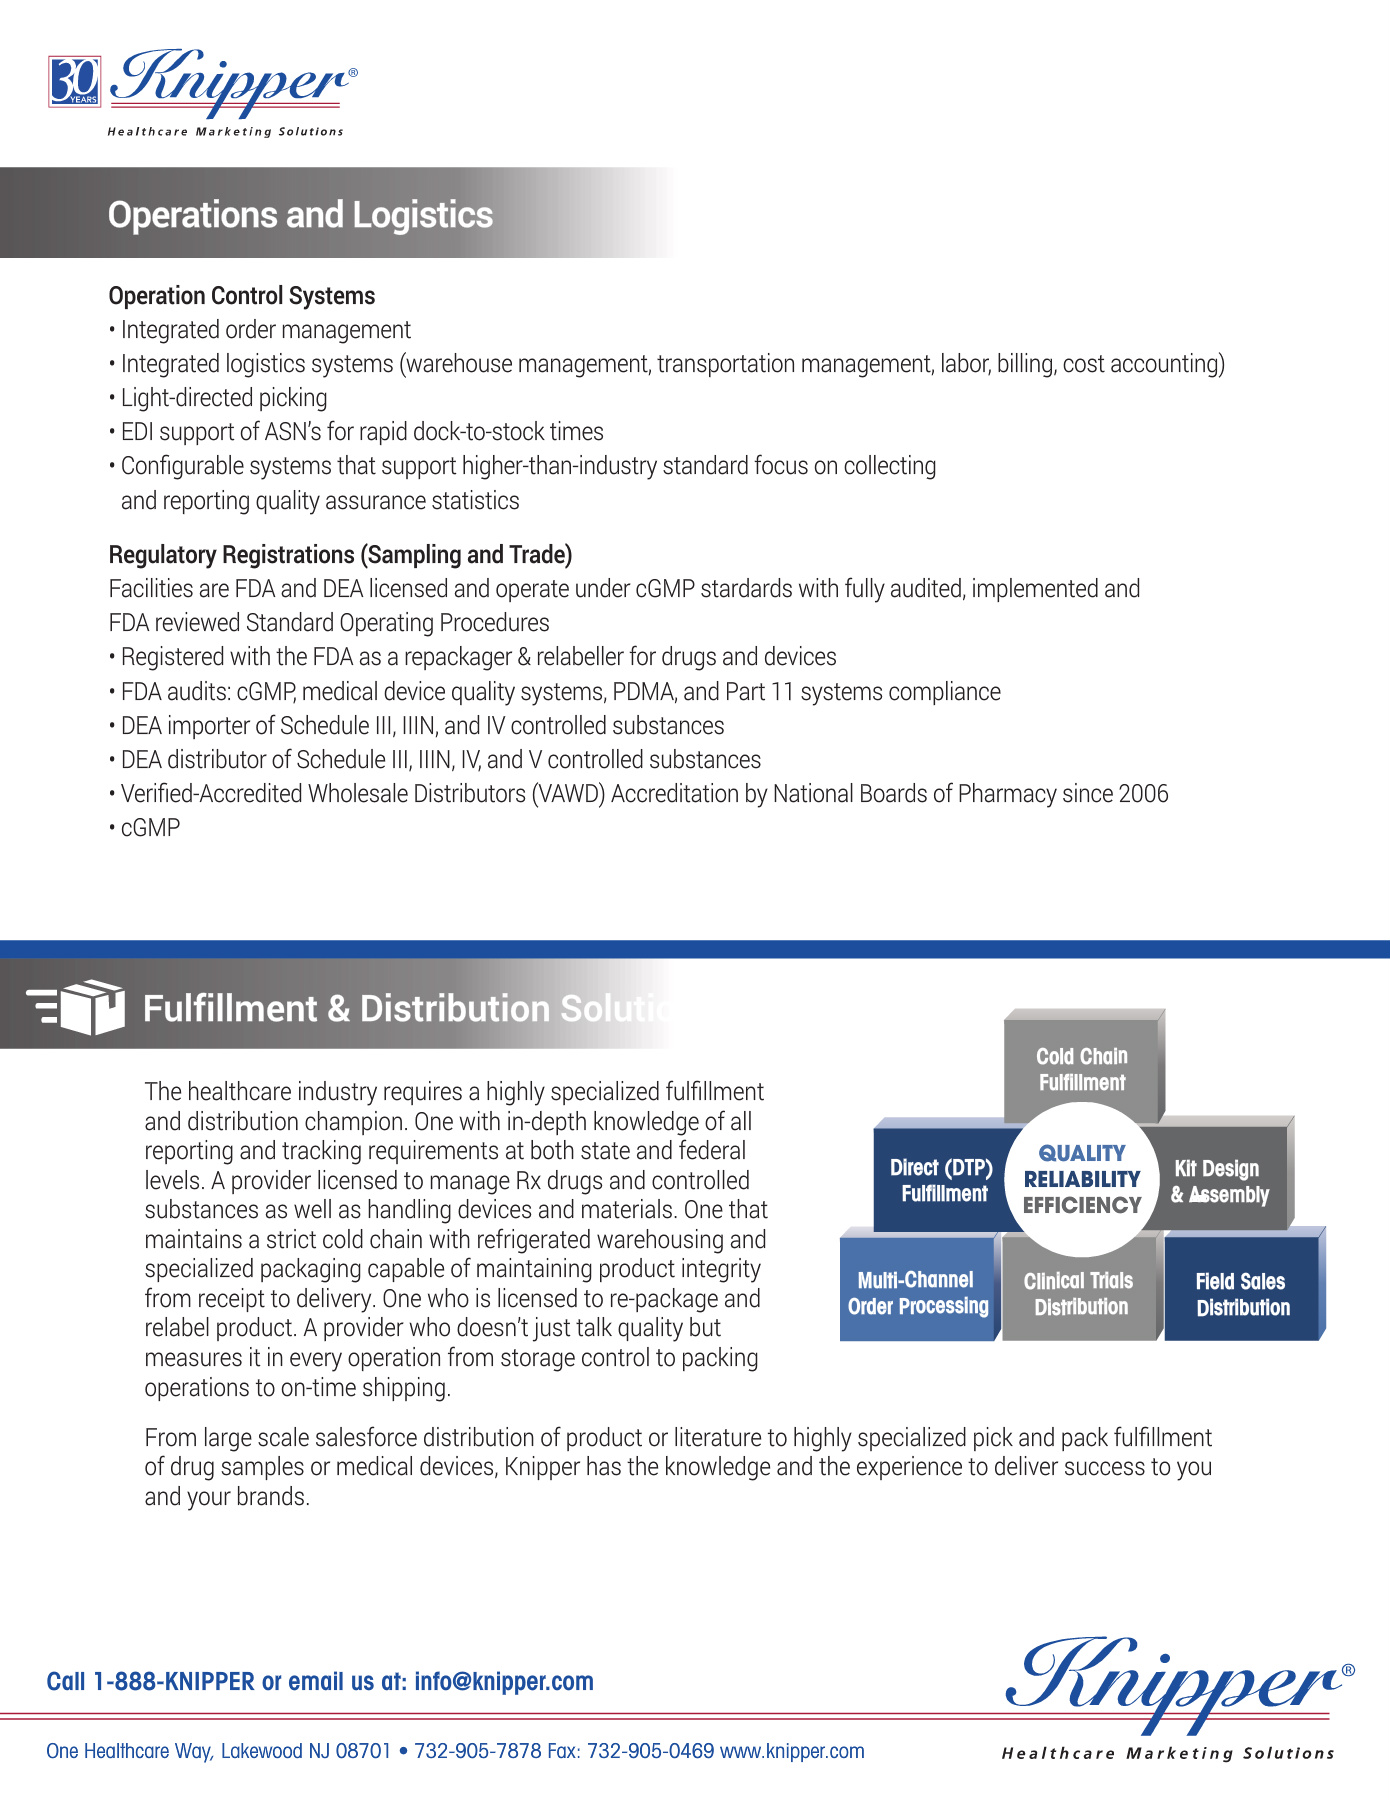 30
YEARS
Knipper®
Healthcare Marketing Solutions
Operations and Logistics
Operation Control Systems
• Integrated order management
• Integrated logistics systems (warehouse management, transportation management, labor, billing, cost accounting)
• Light-directed picking
• EDI support of ASN's for rapid dock-to-stock times
• Configurable systems that support higher-than-industry standard focus on collecting
and reporting quality assurance statistics
Regulatory Registrations (Sampling and Trade)
Facilities are FDA and DEA licensed and operate under cGMP stardards with fully audited, implemented and
FDA reviewed Standard Operating Procedures
• Registered with the FDA as a repackager & relabeller for drugs and devices
• FDA audits: cGMP, medical device quality systems, PDMA, and Part 11 systems compliance
• DEA importer of Schedule III, IIIN, and IV controlled substances
• DEA distributor of Schedule III, IIIN, IV, and V controlled substances
• Verified-Accredited Wholesale Distributors (VAWD) Accreditation by National Boards of Pharmacy since 2006
• cGMP
Fulfillment & Distribution Solutio
The healthcare industry requires a highly specialized fulfillment
and distribution champion. One with in-depth knowledge of all
reporting and tracking requirements at both state and federal
levels. A provider licensed to manage Rx drugs and controlled
substances as well as handling devices and materials. One that
maintains a strict cold chain with refrigerated warehousing and
specialized packaging capable of maintaining product integrity
from receipt to delivery. One who is licensed to re-package and
relabel product. A provider who doesn't just talk quality but
measures it in every operation from storage control to packing
operations to on-time shipping.
Cold Chain
Fulfillment
Direct (DTP)
Fulfillment
QUALITY
RELIABILITY
EFFICIENCY
Kit Design
& Assembly
Multi-Channel
Order Processing
Clinical Trials
Distribution
Field Sales
Distribution
From large scale salesforce distribution of product or literature to highly specialized pick and pack fulfillment
of drug samples or medical devices, Knipper has the knowledge and the experience to deliver success to you
and your brands.
Call 1-888-KNIPPER or email us at: info@knipper.com
One Healthcare Way, Lakewood NJ 08701 • 732-905-7878 Fax: 732-905-0469 www.knipper.com
Knipper®
Healthcare Marketing Solutions